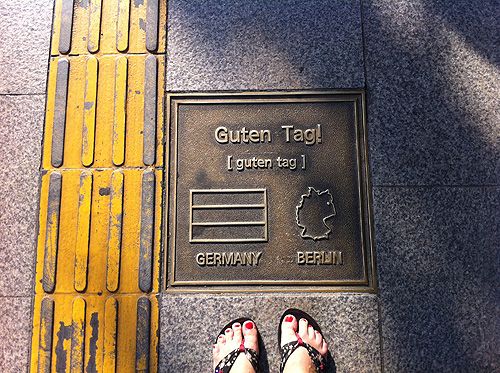 Guten Tag!
[ guten tag ]
GERMANY BERLIN